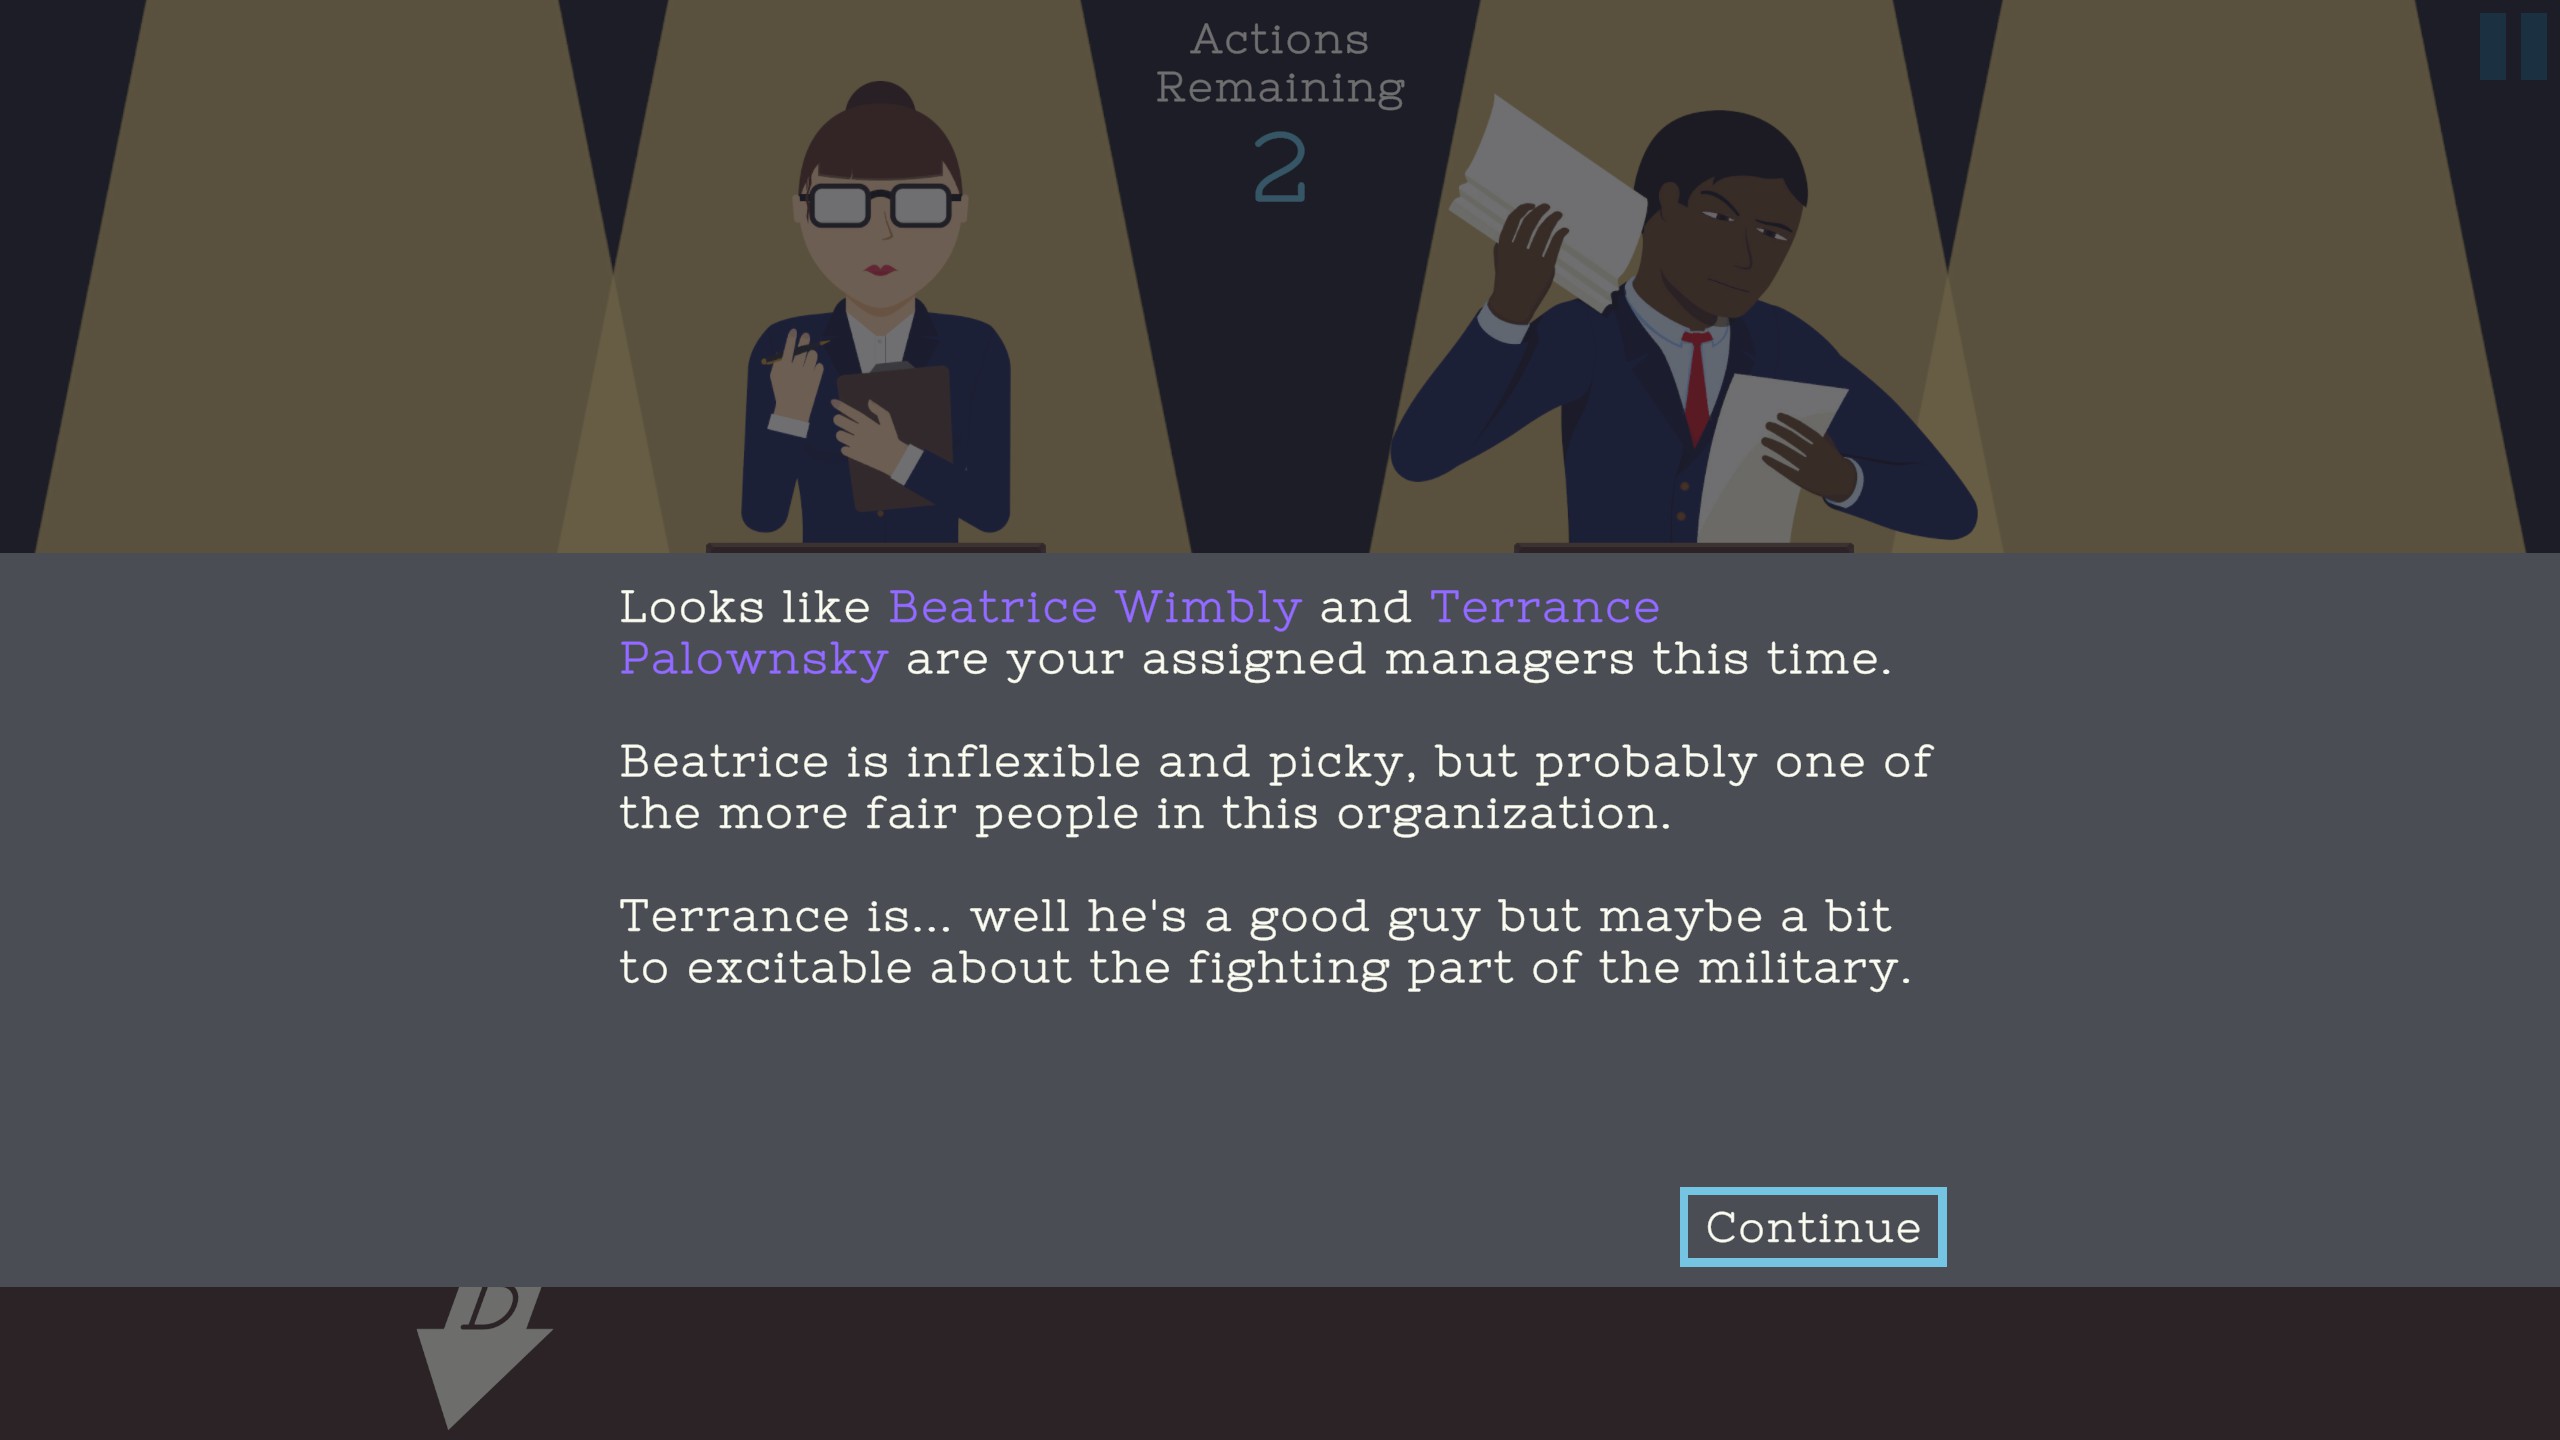 Actions
Remaining
2
Looks like Beatrice Wimbly and Terrance
Palownsky are your assigned managers this time.
Beatrice is inflexible and picky, but probably one of
the more fair people in this organization.
Terrance is... well he's a good guy but maybe a bit
to excitable about the fighting part of the military.
Continue
D